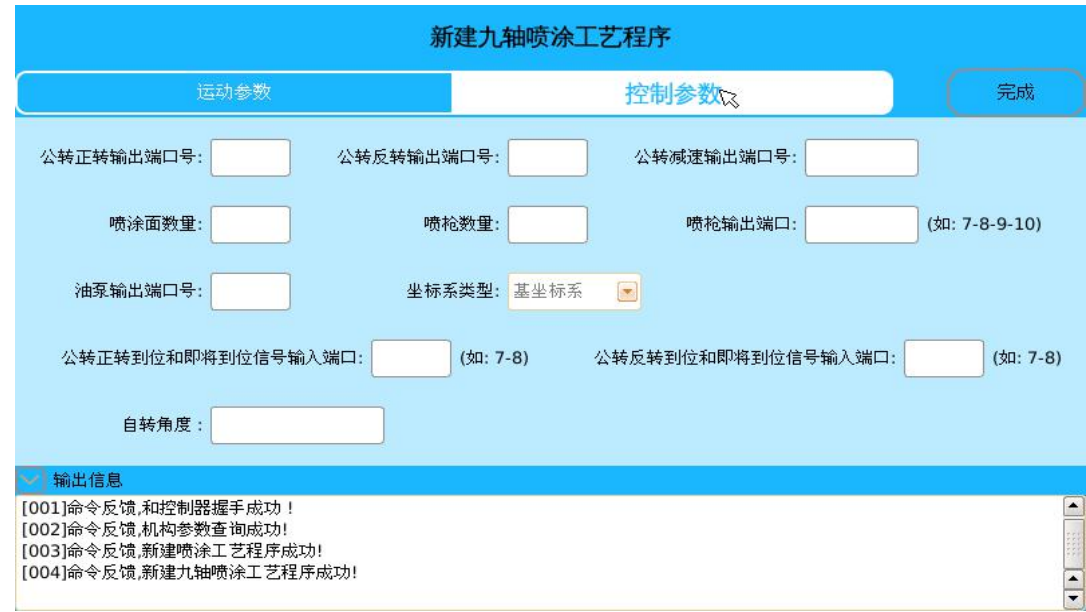 新建九轴喷涂工艺程序
运动参数 控制参数 完成
公转正转输出端口号: 公转反转输出端口号: 公转减速输出端口号:
喷涂面数量: 喷枪数量: 喷枪输出端口: (如: 7-8-9-10)
油泵输出端口号: 坐标系类型: 基坐标系
公转正转到位和即将到位信号输入端口: (如: 7-8) 公转反转到位和即将到位信号输入端口: (如: 7-8)
自转角度 :
输出信息
[001]命令反馈,和控制器握手成功 !
[002]命令反馈,机构参数查询成功!
[003]命令反馈,新建喷涂工艺程序成功!
[004]命令反馈,新建九轴喷涂工艺程序成功!